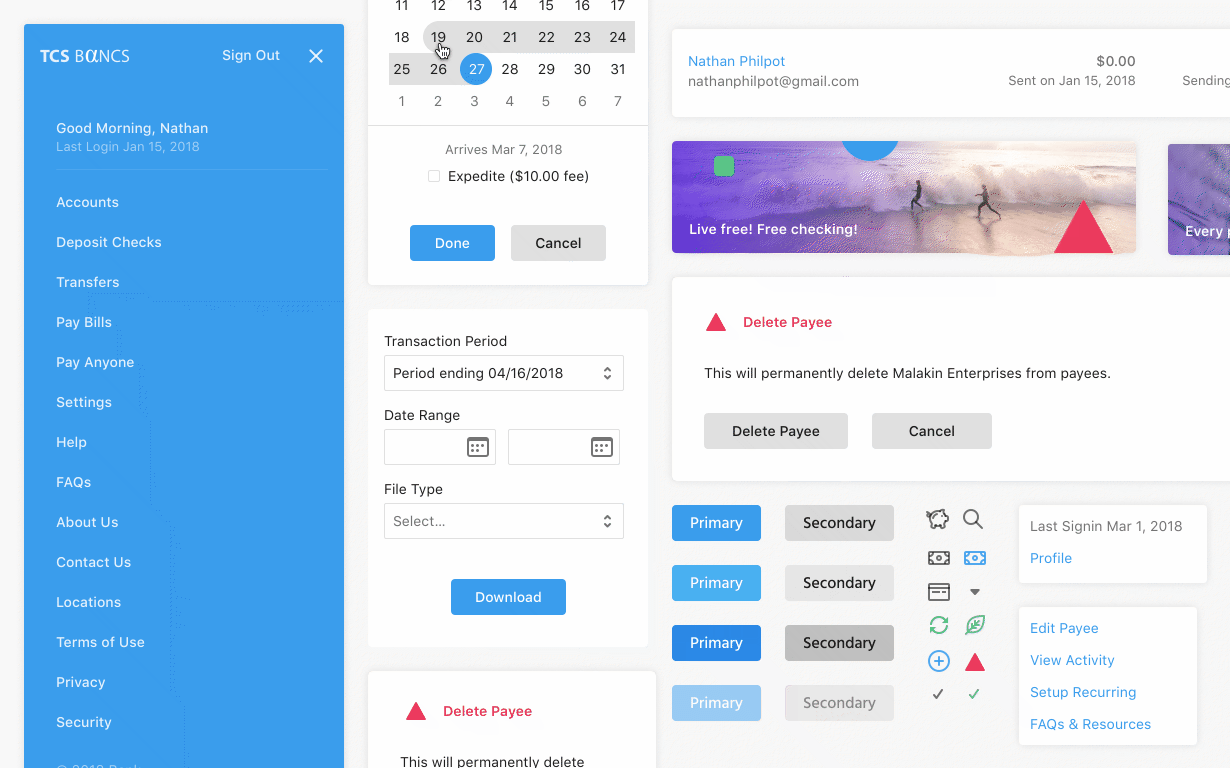 TCS BαNCS
Sign Out
Good Morning, Nathan
Last Login Jan 15, 2018
Accounts
Deposit Checks
Transfers
Pay Bills
Pay Anyone
Settings
Help
FAQs
About Us
Contact Us
Locations
Terms of Use
Privacy
Security
11 12 13 14 15 16 17
18 19 20 21 22 23 24
25 26 27 28 29 30 31
1 2 3 4 5 6 7
Arrives Mar 7, 2018
Expedite ($10.00 fee)
Done
Cancel
Transaction Period
Period ending 04/16/2018
Date Range
File Type
Select...
Download
Delete Payee
This will permanently delete
Nathan Philpot
$0.00
nathanphilpot@gmail.com
Sent on Jan 15, 2018
Sending
Live free! Free checking!
Every
Delete Payee
This will permanently delete Malakin Enterprises from payees.
Delete Payee
Cancel
Primary
Secondary
Primary
Secondary
Primary
Secondary
Primary
Secondary
Last Signin Mar 1, 2018
Profile
Edit Payee
View Activity
Setup Recurring
FAQs & Resources